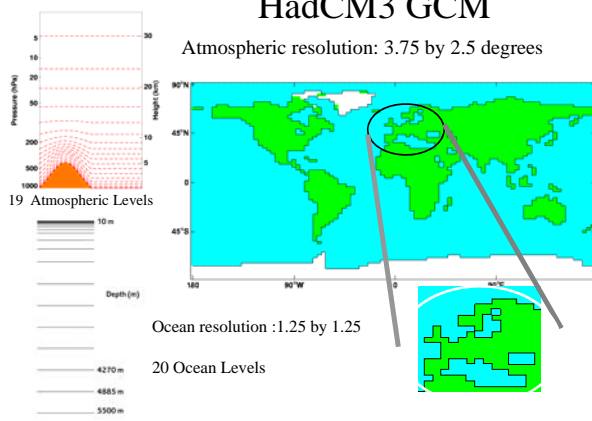 HadCM3 GCM
Atmospheric resolution: 3.75 by 2.5 degrees
Pressure (hPa)
5
10
20
50
200
500
1000
Height (km)
30
20
10
5
19 Atmospheric Levels
90°N
45°N
0
45°S
180
90°W
0
90°E
10 m
Depth (m)
4270 m
4885 m
5500 m
Ocean resolution :1.25 by 1.25
20 Ocean Levels